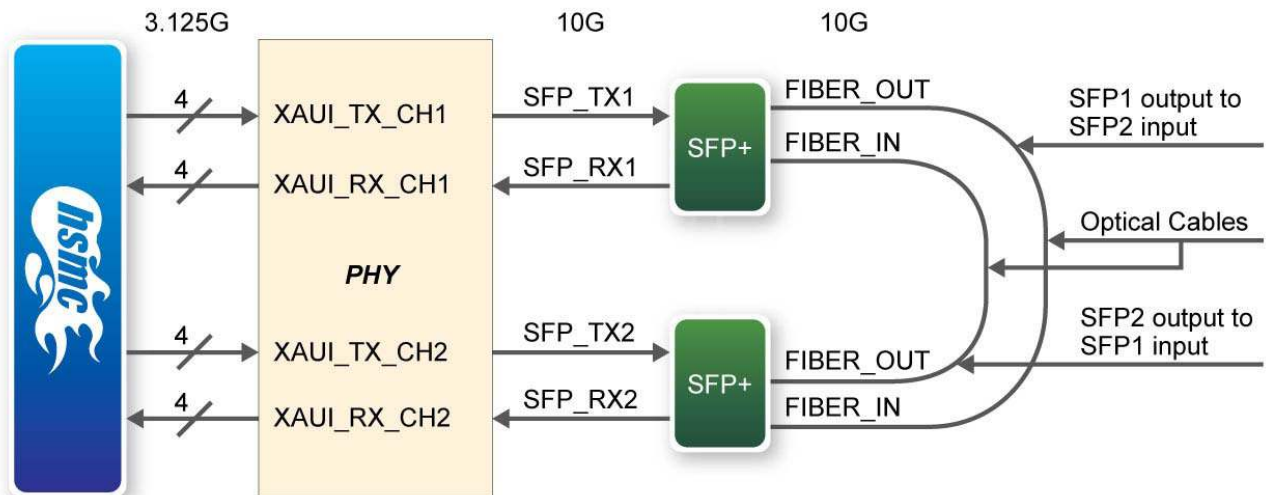 3.125G
10G
10G
4
XAUI_TX_CH1
SFP_TX1
FIBER_OUT
SFP1 output to
SFP2 input
SFP+
FIBER_IN
4
XAUI_RX_CH1
SFP_RX1
Optical Cables
hsmc
PHY
4
XAUI_TX_CH2
SFP_TX2
FIBER_OUT
SFP2 output to
SFP1 input
SFP+
4
XAUI_RX_CH2
SFP_RX2
FIBER_IN